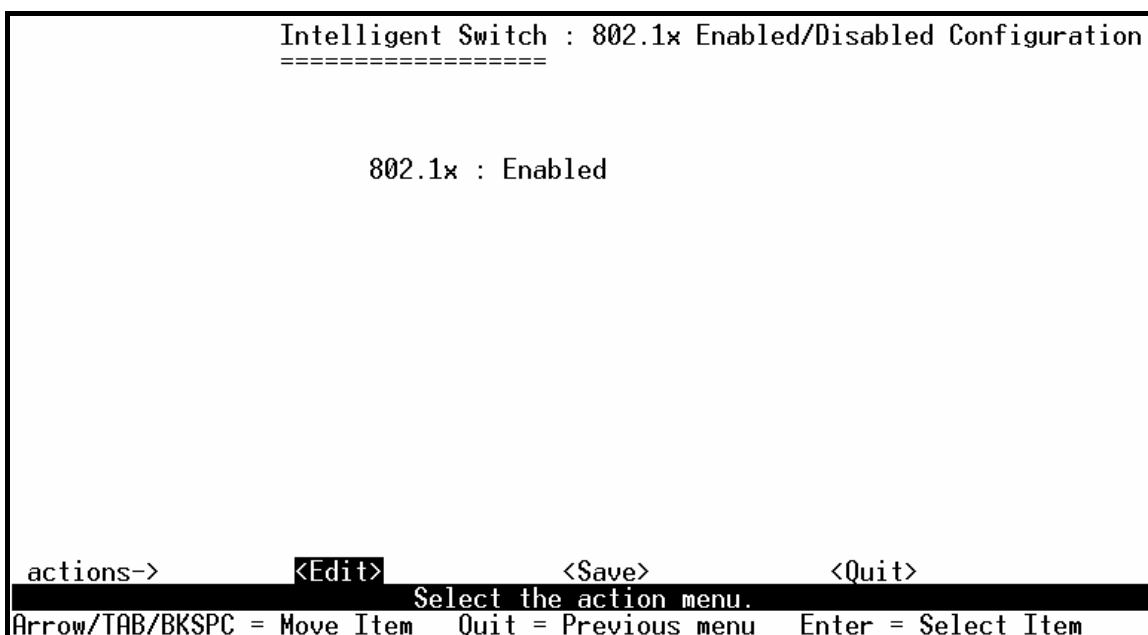 Intelligent Switch : 802.1x Enabled/Disabled Configuration
==================
802.1x : Enabled
actions-> <Edit> <Save> <Quit>
Select the action menu.
Arrow/TAB/BKSPC = Move Item Quit = Previous menu Enter = Select Item